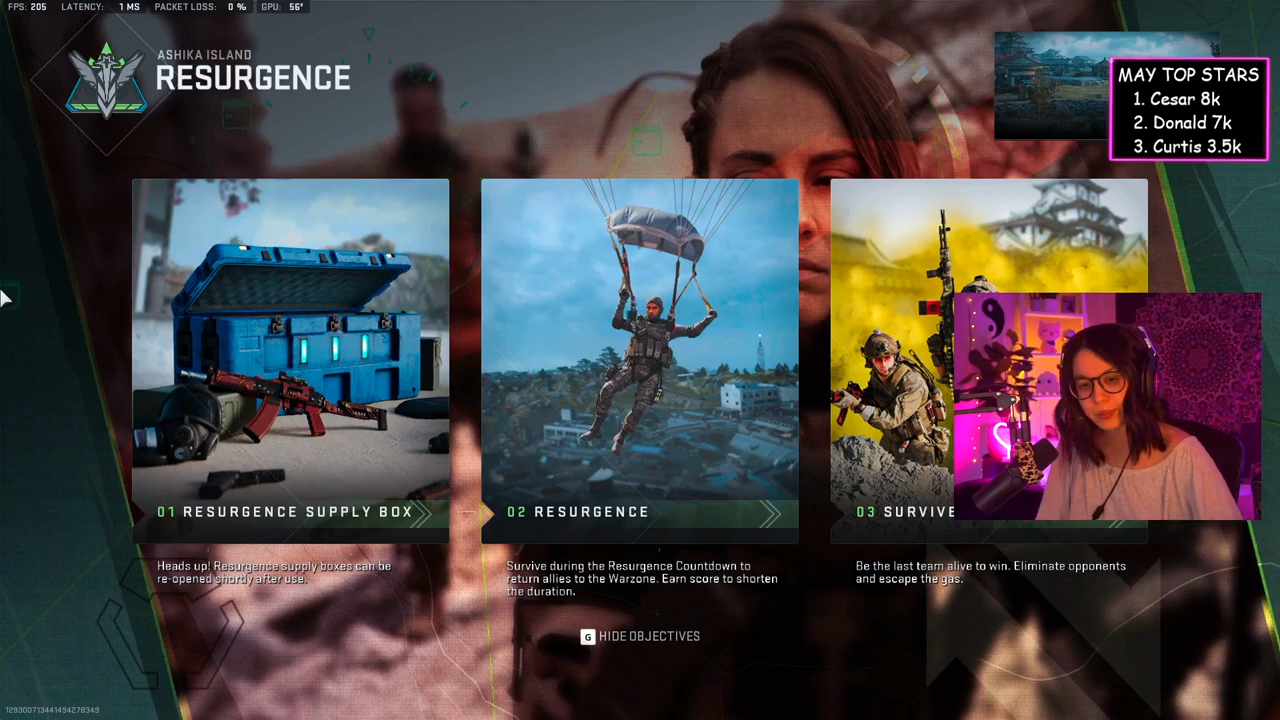 FPS: 205 LATENCY: 1 MS PACKET LOSS: 0 % GPU: 56°
ASHIKA ISLAND
RESURGENCE
MAY TOP STARS
1. Cesar 8k
2. Donald 7k
3. Curtis 3.5k
01 RESURGENCE SUPPLY BOX
Heads up! Resurgence supply boxes can be
re-opened shortly after use.
02 RESURGENCE
Survive during the Resurgence Countdown to
return allies to the Warzone. Earn score to shorten
the duration.
03 SURVIVE
Be the last team alive to win. Eliminate opponents
and escape the gas.
G HIDE OBJECTIVES